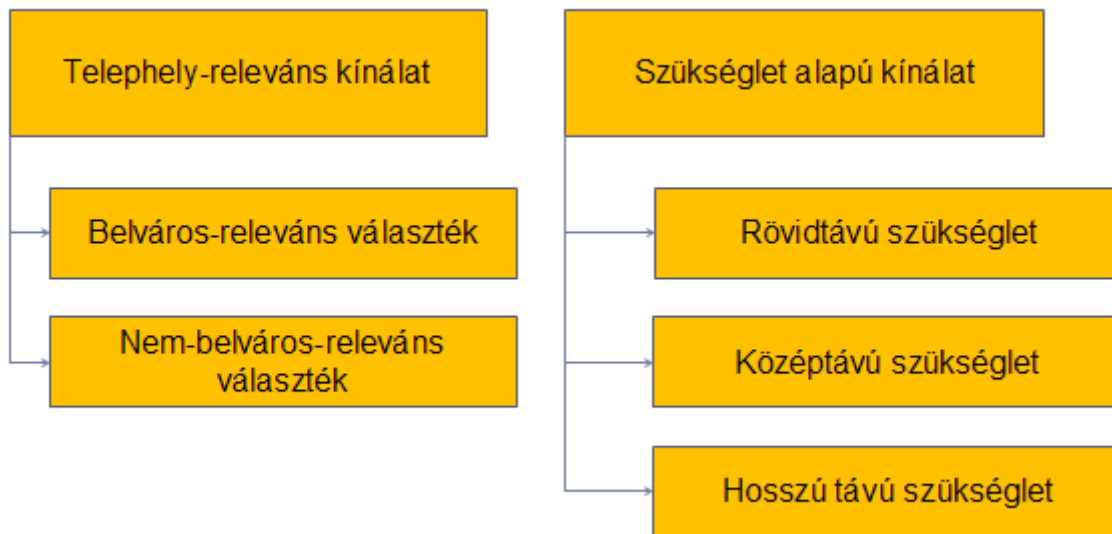 Telephely-releváns kínálat
Belváros-releváns választék
Nem-belváros-releváns
választék
Szükséglet alapú kínálat
Rövidtávú szükséglet
Középtávú szükséglet
Hosszú távú szükséglet